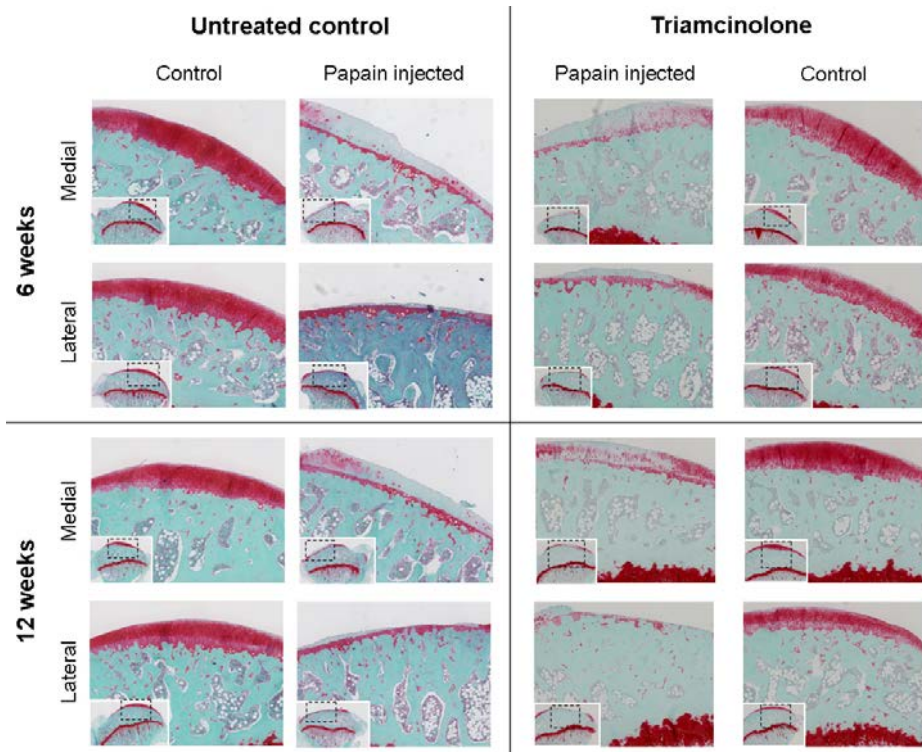 Untreated control
Triamcinolone
Control
Papain injected
Papain injected
Control
6 weeks
Medial
Lateral
12 weeks
Medial
Lateral